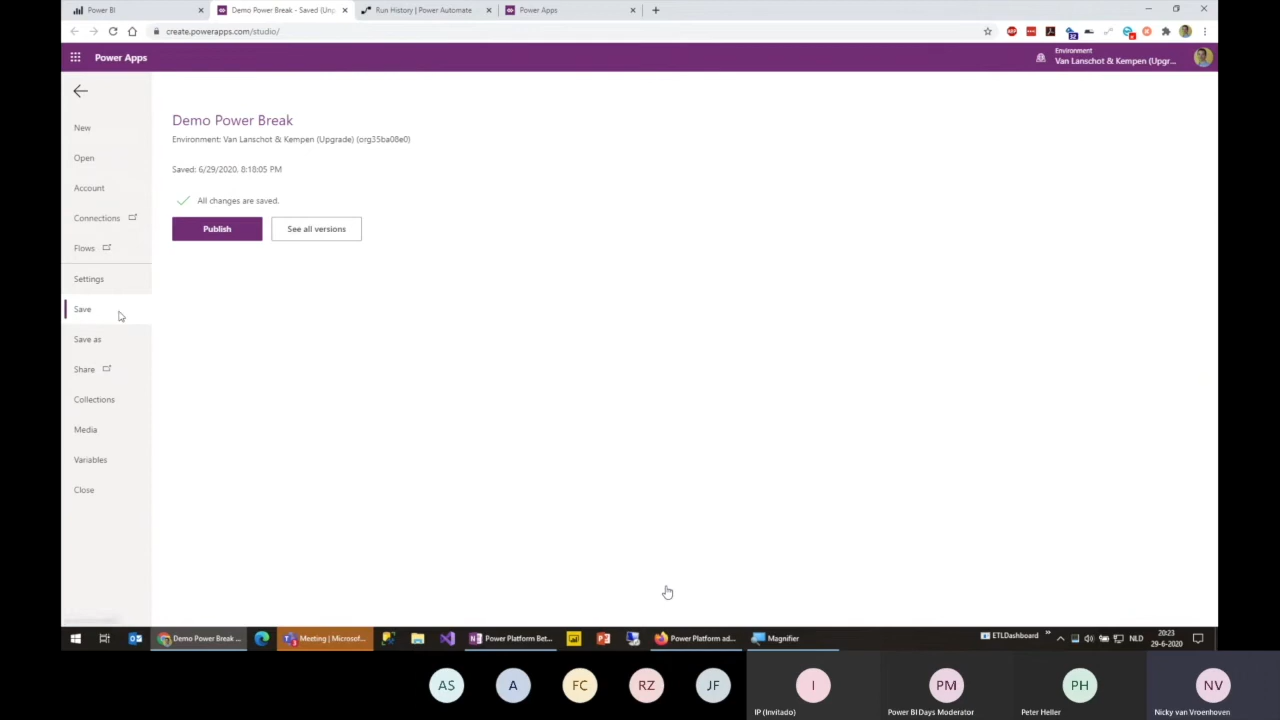 Power BI
Demo Power Break - Saved (Unp
Run History | Power Automate
Power Apps
create.powerapps.com/studio/
Power Apps
Environment
Van Lanschot & Kempen (Upgr...
New
Open
Account
Connections
Flows
Settings
Save
Save as
Share
Collections
Media
Variables
Close
Demo Power Break
Environment: Van Lanschot & Kempen (Upgrade) (org35ba08e0)
Saved: 6/29/2020, 8:18:05 PM
All changes are saved.
Publish
See all versions
Demo Power Break ...
Meeting | Microsof...
Power Platform Bet...
Power Platform ad...
Magnifier
ETLDashboard
NLD
20:23
29-6-2020
AS
A
FC
RZ
JF
I
IP (Invitado)
PM
Power BI Days Moderator
PH
Peter Heller
NV
Nicky van Vroenhoven